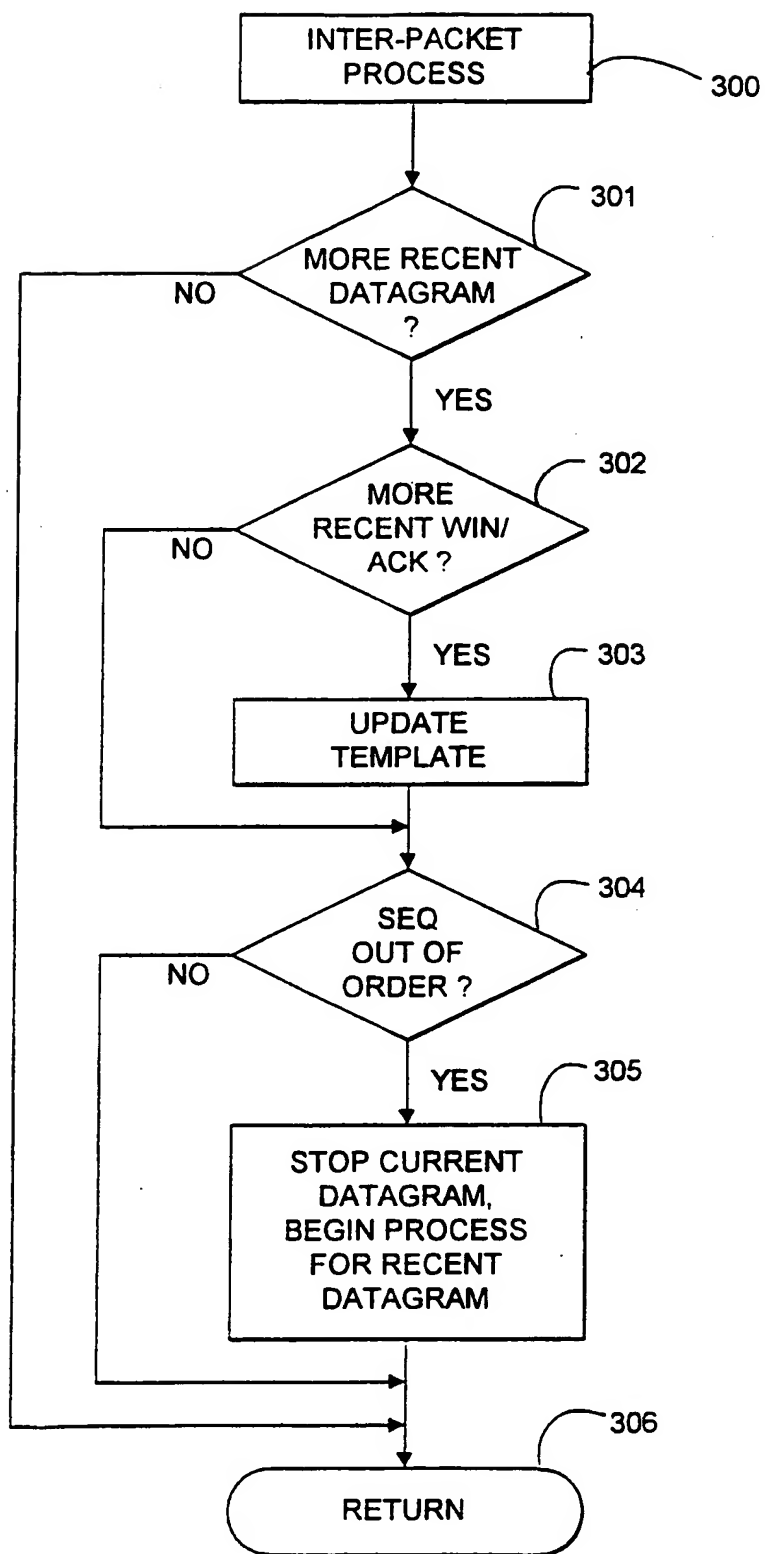 INTER-PACKET
PROCESS
300
301
MORE RECENT
DATAGRAM
?
NO
YES
302
MORE
RECENT WIN/
ACK ?
NO
YES
303
UPDATE
TEMPLATE
304
SEQ
OUT OF
ORDER ?
NO
YES
305
STOP CURRENT
DATAGRAM,
BEGIN PROCESS
FOR RECENT
DATAGRAM
306
RETURN